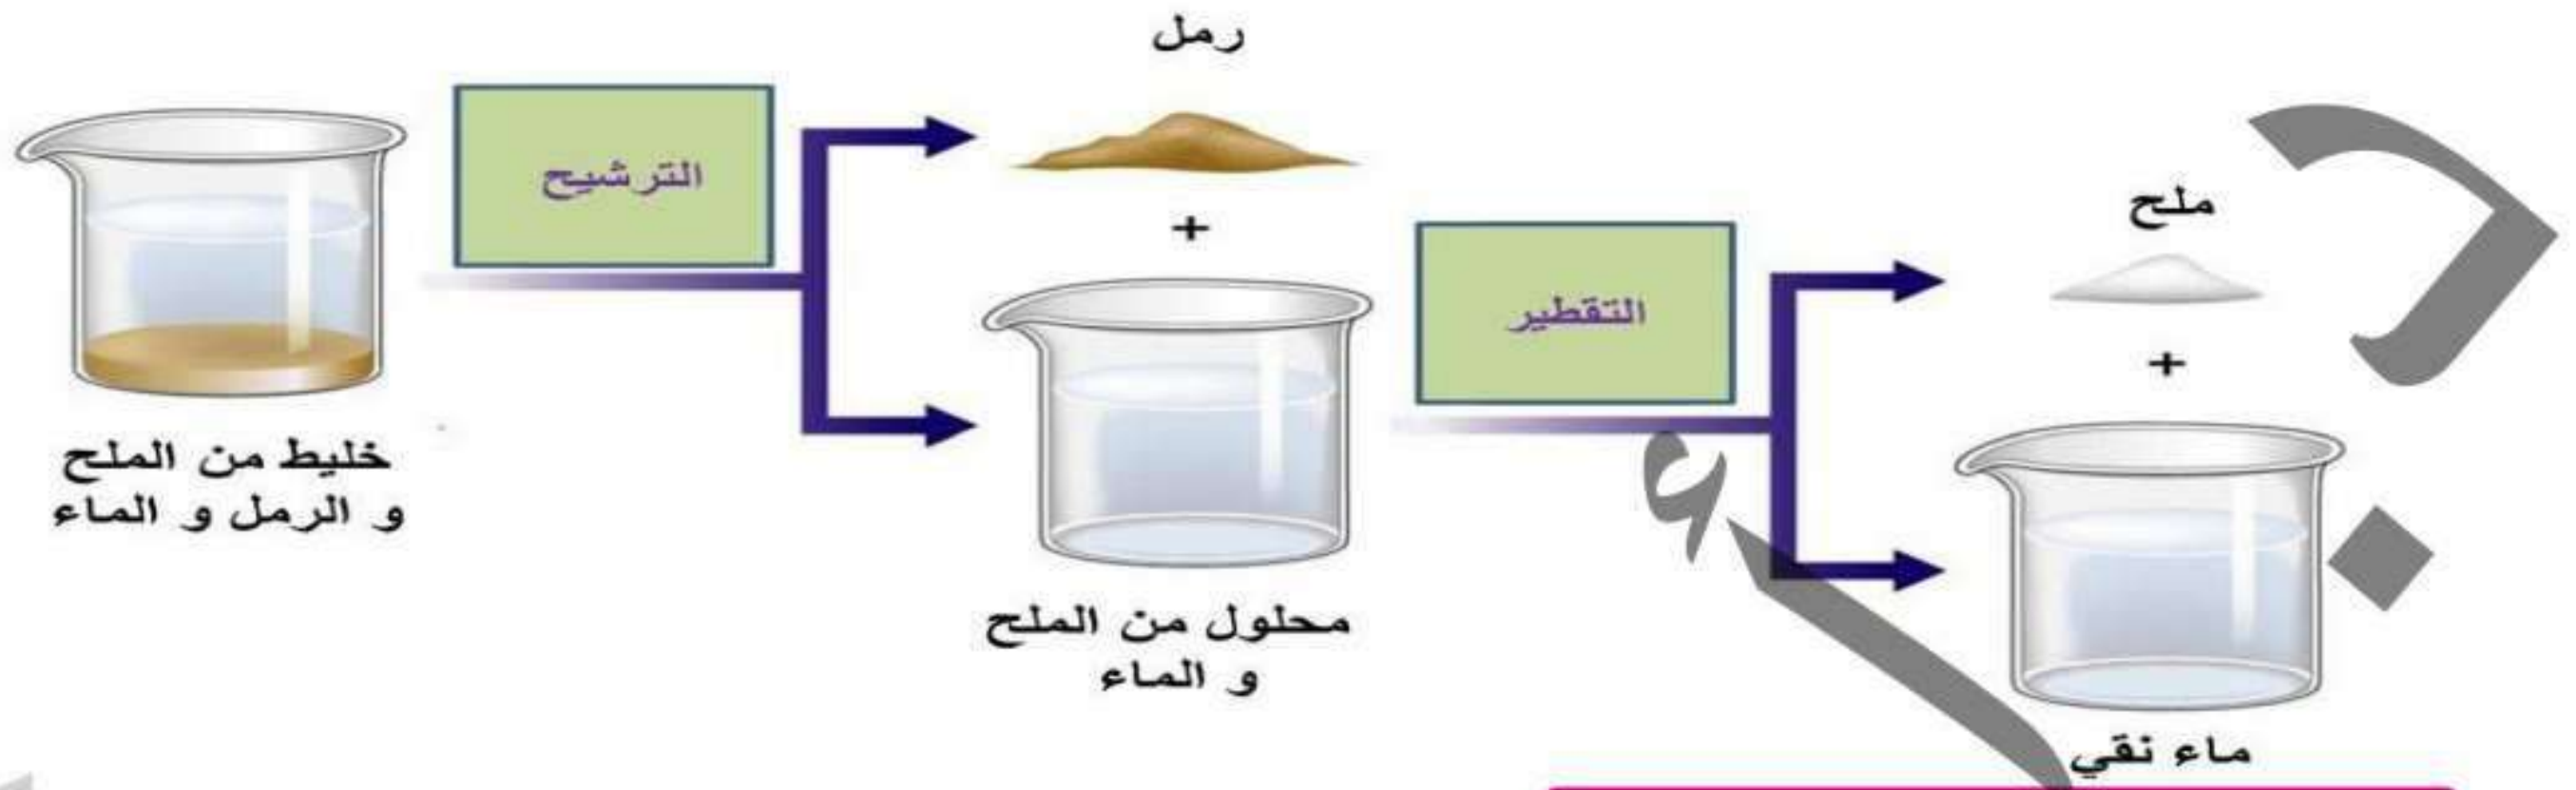 رمل
الترشيح
+
خليط من الملح
و الرمل و الماء
محلول من الملح
و الماء
التقطير
ملح
+
ماء نقي